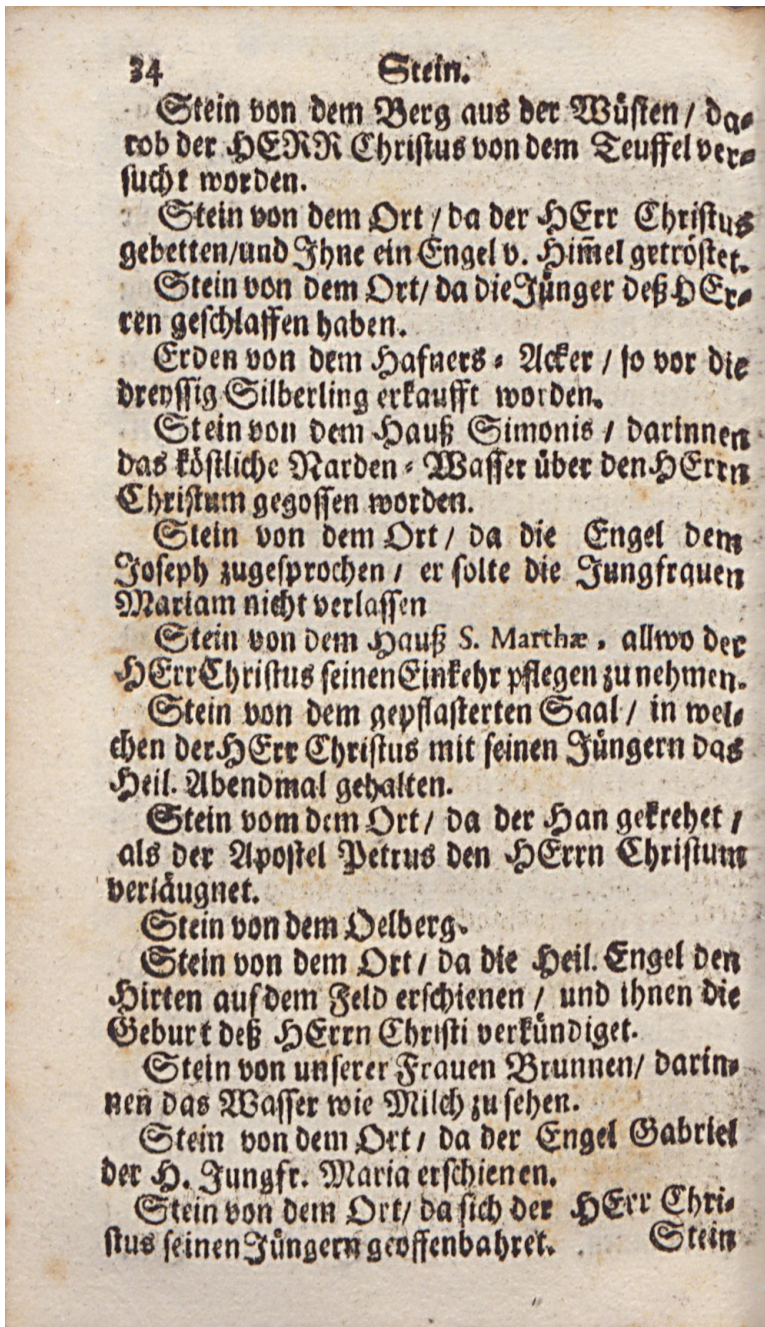 34 Stein.
Stein von dem Berg aus der Wüsten / da⸗
rob der HERR Christus von dem Teuffel ver⸗
sucht worden.
Stein von dem Ort / da der HErr Christus
gebetten/und Ihne ein Engel v. Him̄el getröstet.
Stein von dem Ort/ da die Jünger deß HEr⸗
ren geschlaffen haben.
Erden von dem Hafners⸗Acker / so vor die
dreyssig Silberling erkaufft worden.
Stein von dem Hauß Simonis / darinnen
das köstliche Narden⸗Wasser über den HErrn
Christum gegossen worden.
Stein von dem Ort / da die Engel dem
Joseph zugesprochen / er solte die Jungfrauen
Mariam nicht verlassen
Stein von dem Hauß S. Marthæ, allwo der
HErr Christus seinen Einkehr pflegen zu nehmen.
Stein von dem gepflasterten Saal / in wel⸗
chen der HErr Christus mit seinen Jüngern das
Heil. Abendmal gehalten.
Stein vom dem Ort / da der Han gekrehet /
als der Apostel Petrus den HErrn Christum
verläugnet.
Stein von dem Oelberg.
Stein von dem Ort / da die Heil. Engel den
Hirten auf dem Feld erschienen / und ihnen die
Geburt deß HErrn Christi verkündiget.
Stein von unserer Frauen Brunnen/ darin⸗
nen das Wasser wie Milch zu sehen.
Stein von dem Ort / da der Engel Gabriel
der H. Jungfr. Maria erschienen.
Stein von dem Ort/ da sich der HErr Chri⸗
stus seinen Jüngern geoffenbahret.
Stein